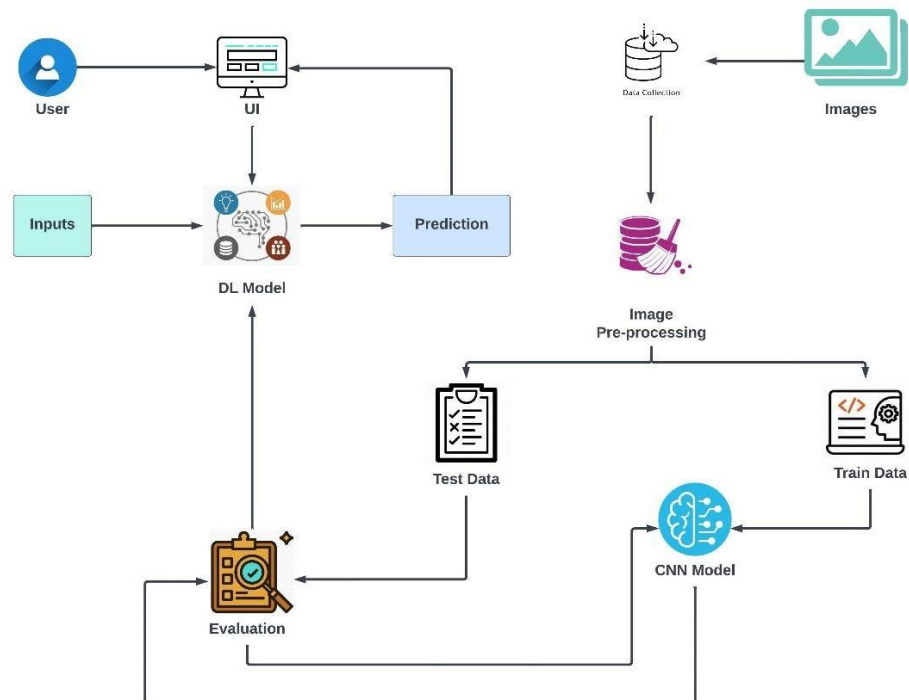 User
UI
Data Collection
Images
Inputs
DL Model
Prediction
Image
Pre-processing
Test Data
</>
Train Data
Evaluation
CNN Model